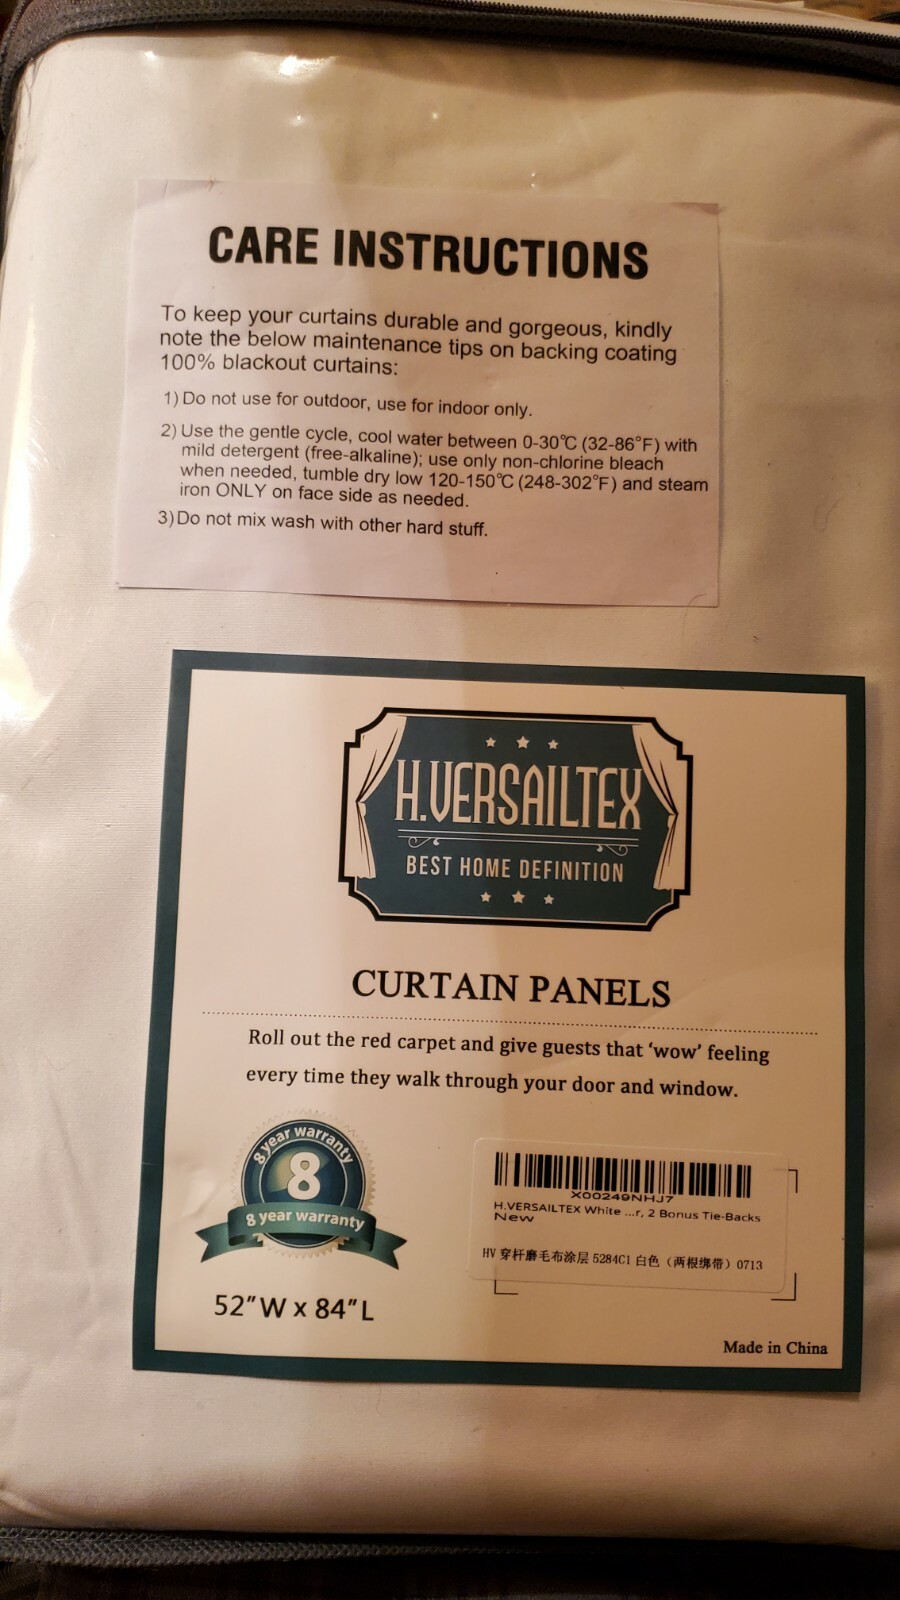 CARE INSTRUCTIONS
To keep your curtains durable and gorgeous, kindly
note the below maintenance tips on backing coating
100% blackout curtains:
1) Do not use for outdoor, use for indoor only.
2) Use the gentle cycle, cool water between 0-30℃ (32-86°F) with
mild detergent (free-alkaline); use only non-chlorine bleach
when needed, tumble dry low 120-150℃ (248-302°F) and steam
iron ONLY on face side as needed.
3) Do not mix wash with other hard stuff.
H.VERSAILTEX
BEST HOME DEFINITION
CURTAIN PANELS
Roll out the red carpet and give guests that ‘wow’ feeling
every time they walk through your door and window.
8 year warranty
8
8 year warranty
52”W x 84”L
X00249NHJ7
H.VERSAILTEX White ...r, 2 Bonus Tie-Backs
New
HV 穿杆磨毛布涂层 5284C1 白色（两根绑带）0713
Made in China